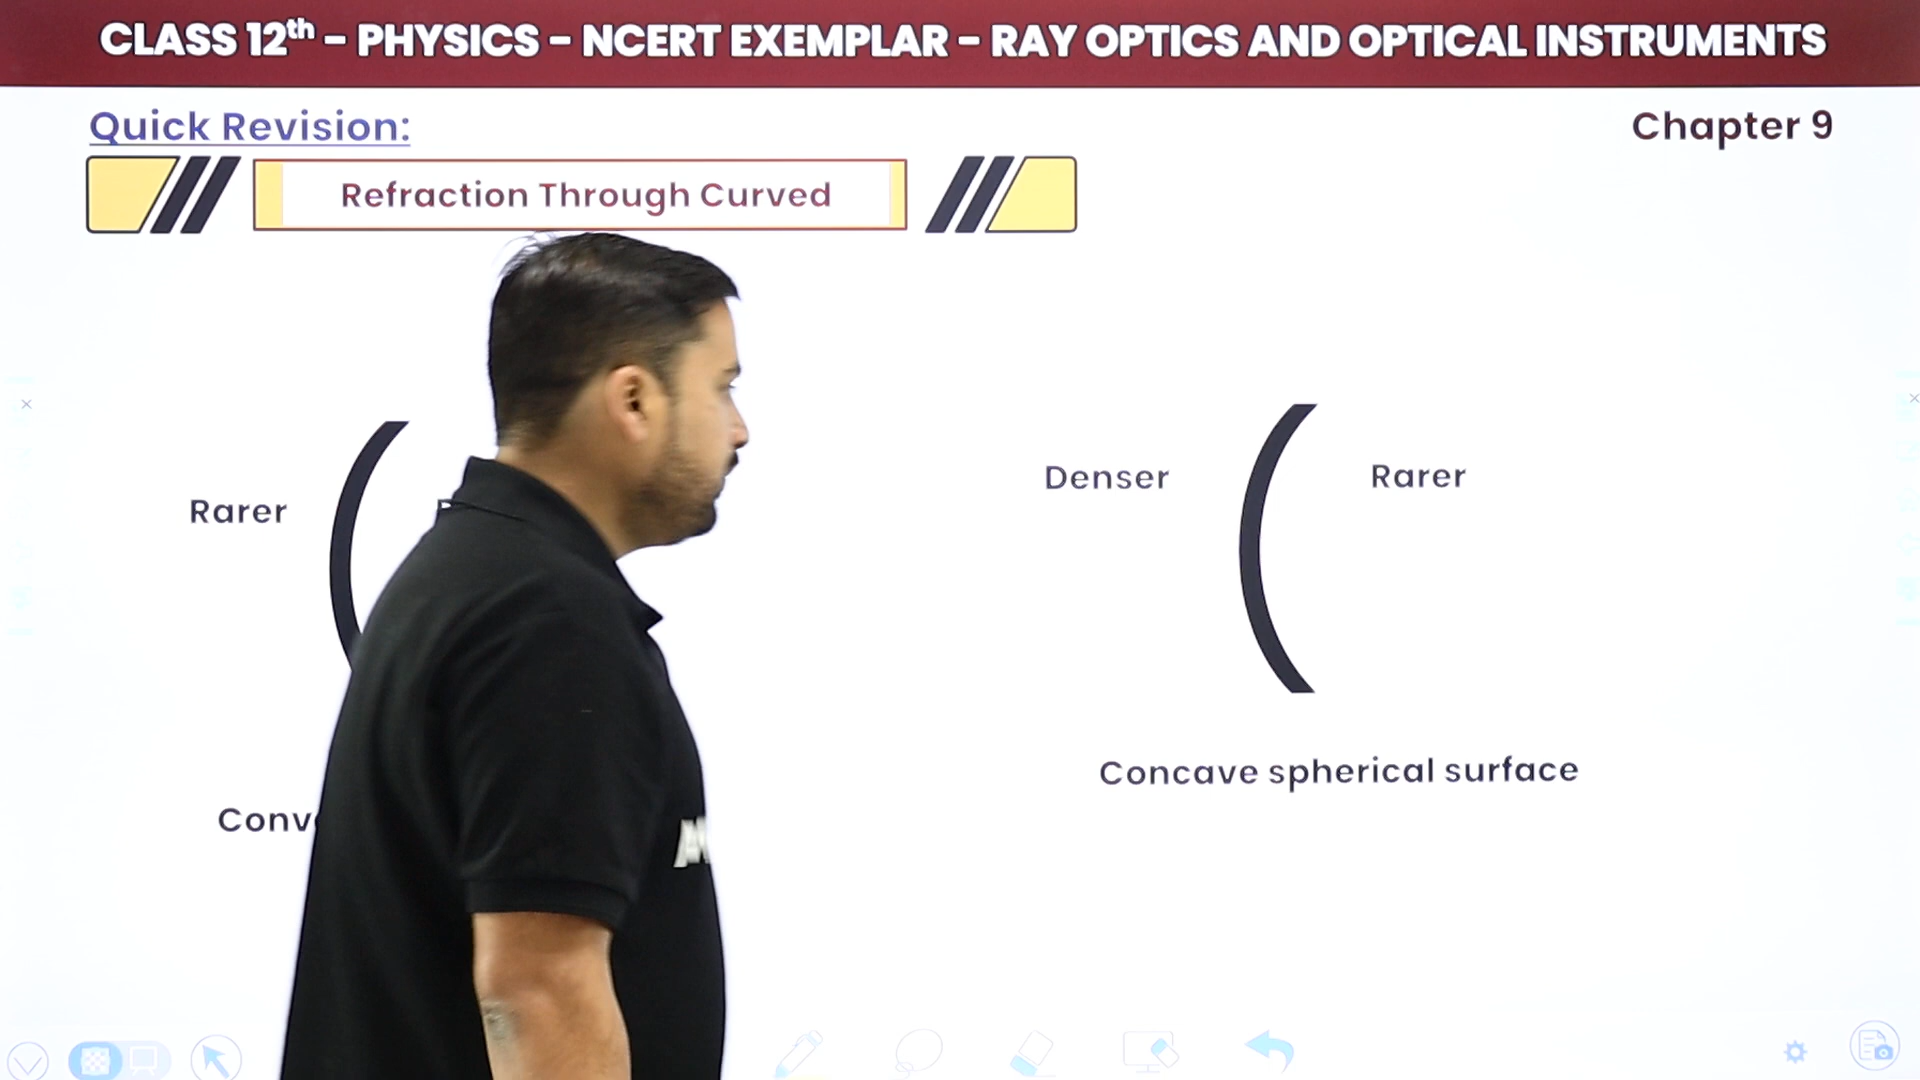 CLASS 12th - PHYSICS - NCERT EXEMPLAR - RAY OPTICS AND OPTICAL INSTRUMENTS
Quick Revision:
Chapter 9
Refraction Through Curved
Denser
Rarer
Rarer
Concave spherical surface